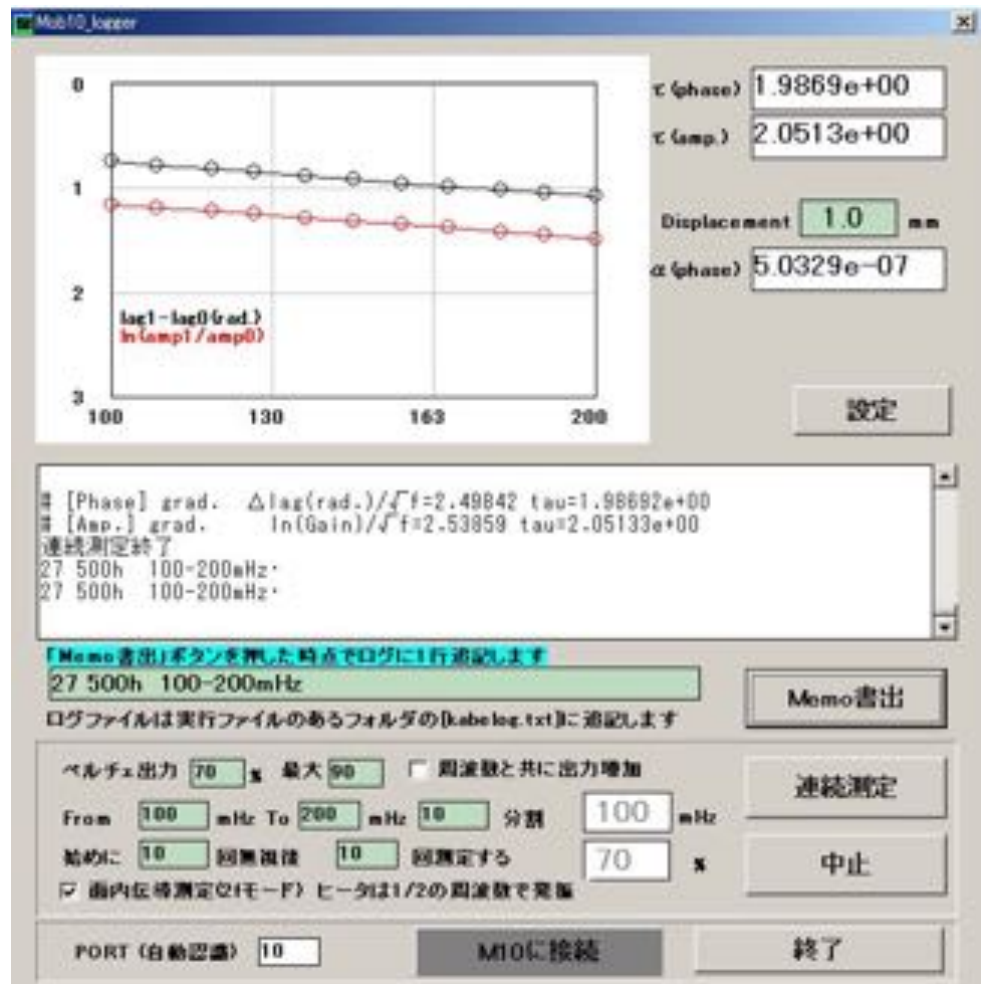 Mob10_logger
0
1
2
3
100 130 163 200
lag1-lag0(rad.)
ln(amp1/amp0)
τ (phase) 1.9869e+00
τ (amp.) 2.0513e+00
Displacement 1.0 mm
α (phase) 5.0329e-07
設定
# [Phase] grad. △lag(rad.)/√f=2.49842 tau=1.98692e+00
# [Amp.] grad. ln(Gain)/√f=2.53859 tau=2.05133e+00
連続測定終了
27 500h 100-200mHz･
27 500h 100-200mHz･
「Memo書出」ボタンを押した時点でログに1行追記します
27 500h 100-200mHz
Memo書出
ログファイルは実行ファイルのあるフォルダの[kabelog.txt]に追記します
ペルチェ出力 70 % 最大 90 周波数と共に出力増加
連続測定
From 100 mHz To 200 mHz 10 分割 100 mHz
始めに 10 回無視後 10 回測定する 70 %
中止
面内伝導測定(2fモード) ヒータは1/2の周波数で発振
PORT (自動認識) 10
M10に接続
終了